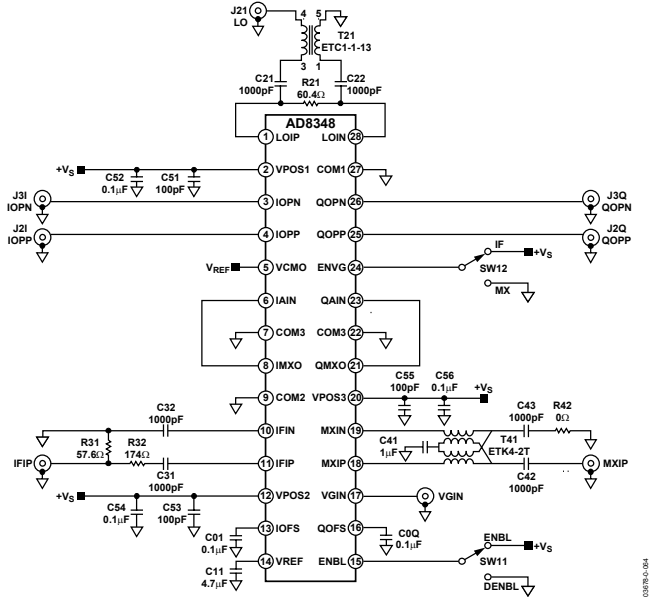 J21
LO
4 5
T21
ETC1-1-13
3 1
C21
1000pF
R21
60.4Ω
C22
1000pF
AD8348
1 LOIP LOIN 28
+VS
C52
0.1µF
C51
100pF
2 VPOS1 COM1 27
J3I
IOPN
3 IOPN QOPN 26
J3Q
QOPN
J2I
IOPP
4 IOPP QOPP 25
J2Q
QOPP
VREF
5 VCMO ENVG 24
IF
+VS
SW12
MX
6 IAIN QAIN 23
7 COM3 COM3 22
8 IMXO QMXO 21
C55
100pF
C56
0.1µF
+VS
9 COM2 VPOS3 20
C32
1000pF
10 IFIN MXIN 19
C43
1000pF
R42
0Ω
R31
57.6Ω
R32
174Ω
C41
1µF
T41
ETK4-2T
IFIP
C31
1000pF
11 IFIP MXIP 18
C42
1000pF
MXIP
+VS
C54
0.1µF
C53
100pF
12 VPOS2 VGIN 17
VGIN
13 IOFS QOFS 16
C01
0.1µF
C0Q
0.1µF
14 VREF ENBL 15
C11
4.7µF
ENBL
+VS
SW11
DENBL
03678-0-064